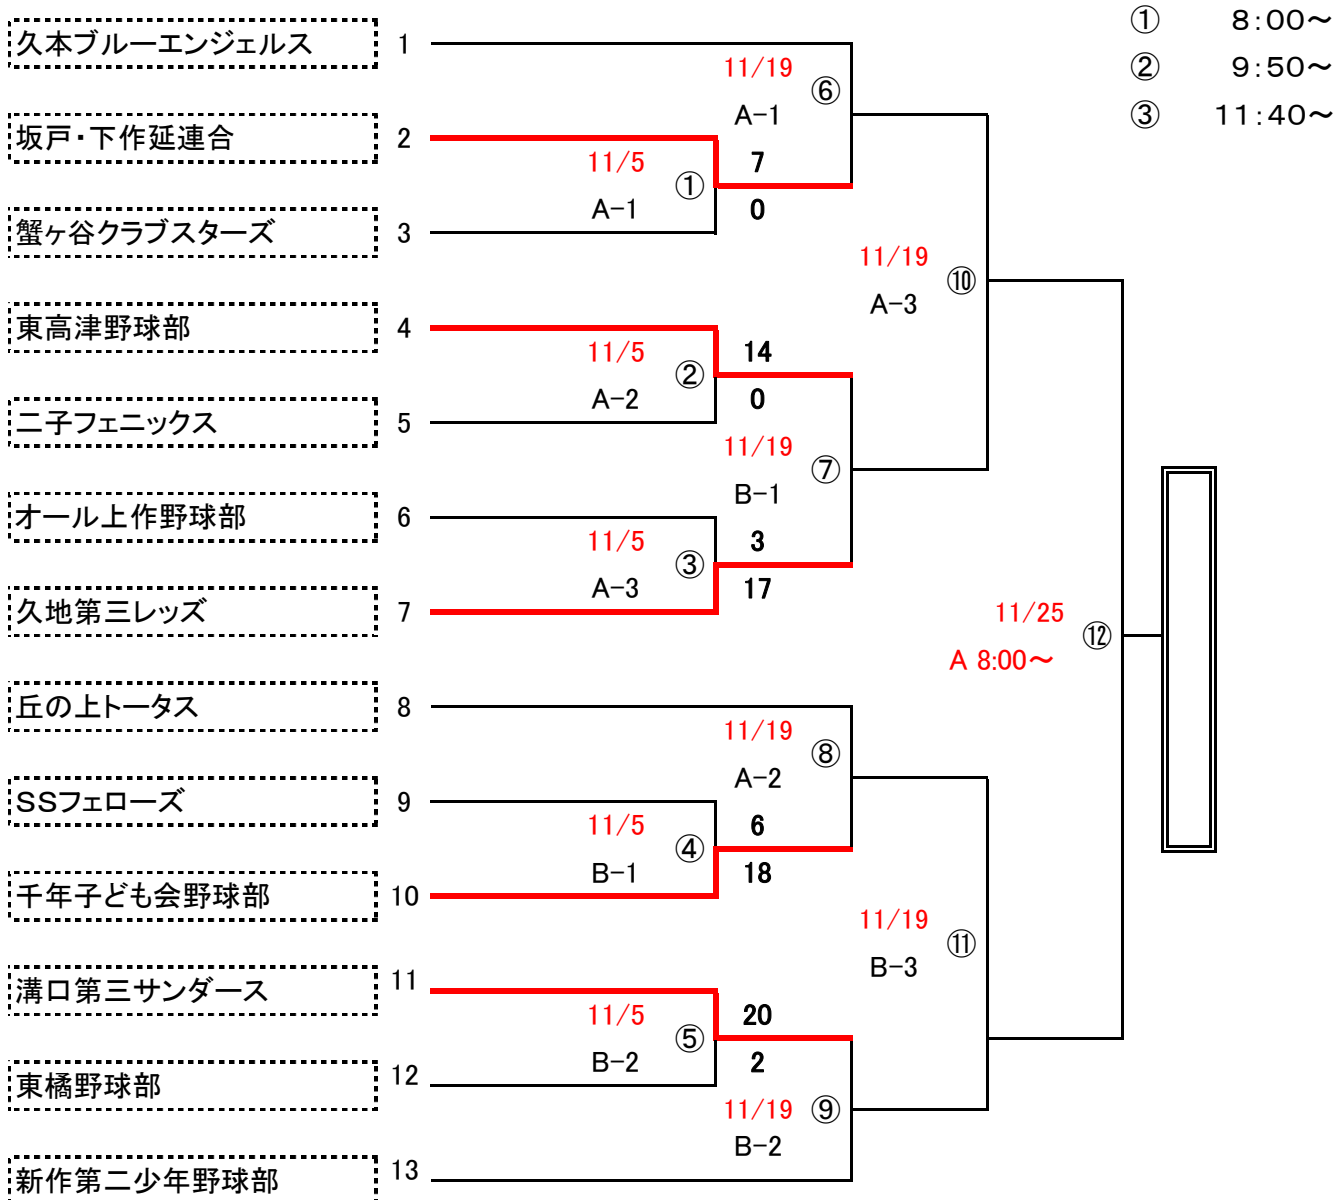 ① 8:00～
② 9:50～
③ 11:40～
久本ブルーエンジェルス 1
11/19 ⑥
A-1
坂戸・下作延連合 2
11/5 ① 7
A-1 0
蟹ヶ谷クラブスターズ 3
11/19 ⑩
A-3
東高津野球部 4
11/5 ② 14
A-2 0
二子フェニックス 5
11/19 ⑦
B-1
オール上作野球部 6
11/5 ③ 3
A-3 17
久地第三レッズ 7
11/25 ⑫
A 8:00～
丘の上トータス 8
11/19 ⑧
A-2
SSフェローズ 9
11/5 ④ 6
B-1 18
千年子ども会野球部 10
11/19 ⑪
B-3
溝口第三サンダース 11
11/5 ⑤ 20
B-2 2
東橘野球部 12
11/19 ⑨
B-2
新作第二少年野球部 13